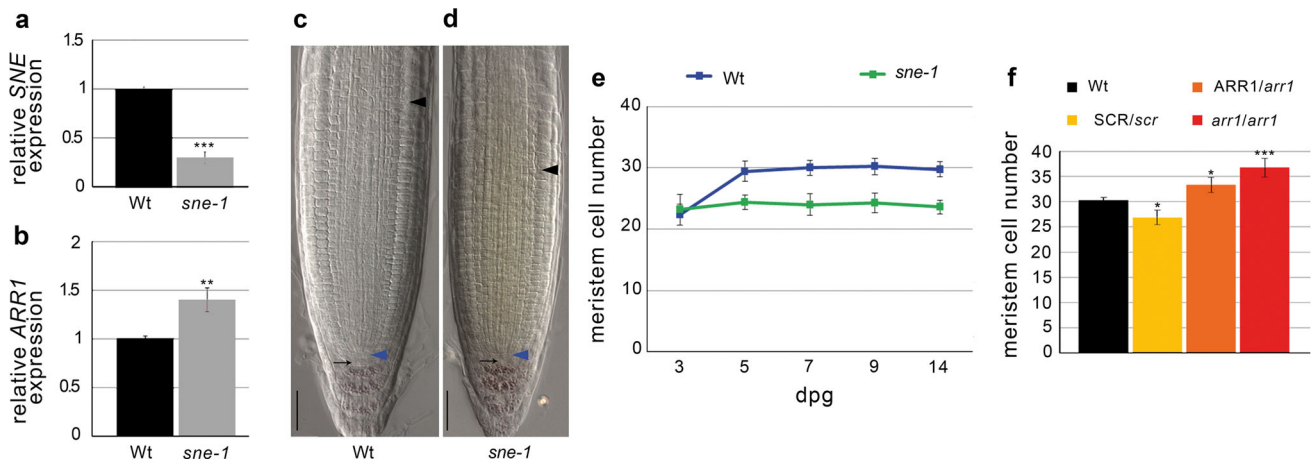 a
relative SNE
expression
1.5
1
0.5
0
***
Wt
sne-1
b
relative ARR1
expression
2
1.5
1
0.5
0
**
Wt
sne-1
c
Wt
d
sne-1
e
Wt
sne-1
meristem cell number
40
30
20
10
0
3
5
7
9
14
dpg
f
Wt
ARR1/arr1
SCR/scr
arr1/arr1
meristem cell number
40
35
30
25
30
15
10
5
0
*
*
***